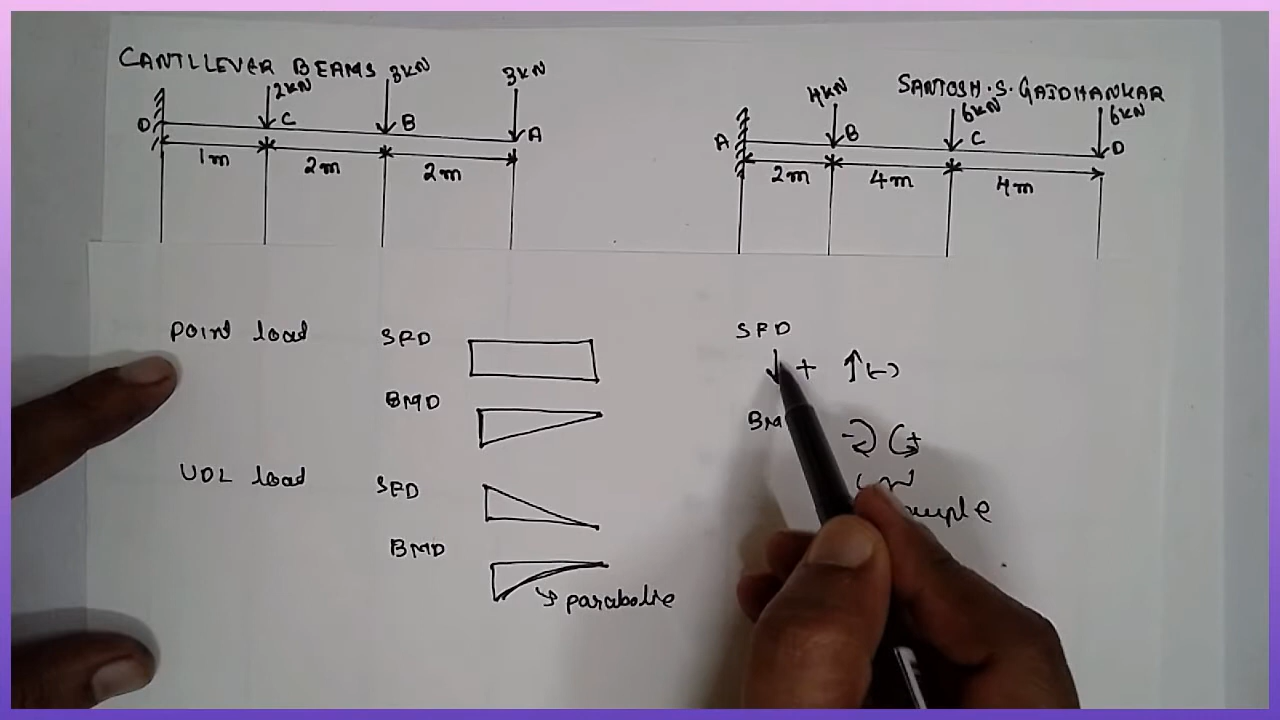 CANTILEVER BEAMS
2KN 3KN 3KN
D C B A
1m 2m 2m
SANTOSH.S.GAIDHANKAR
4KN 6KN 6KN
A B C D
2m 4m 4m
Point load SFD
BMD
UDL load SFD
BMD
parabolic
SFD
+ (-)
BM
- +